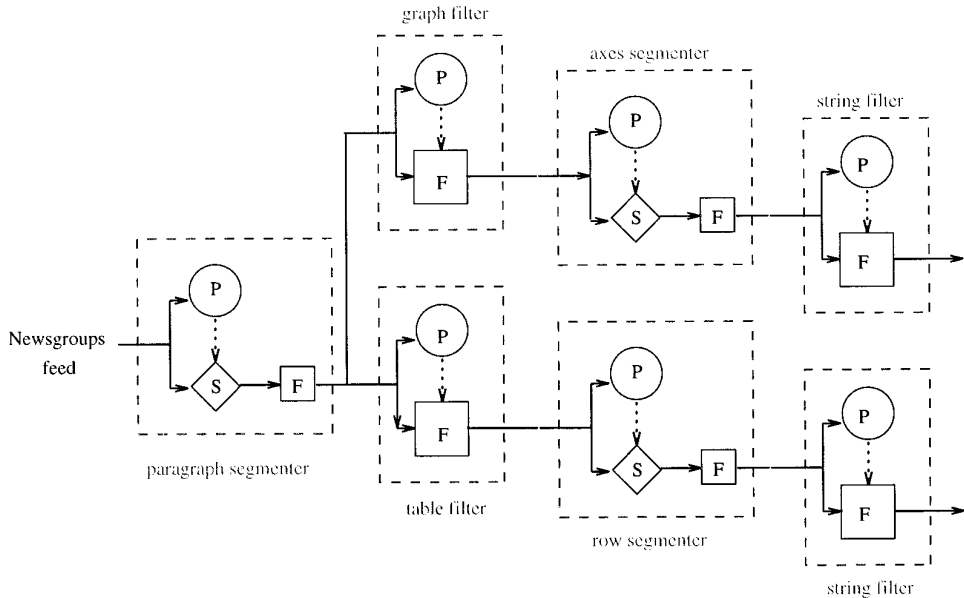 graph filter
P
F
axes segmenter
P
S
F
string filter
P
F
Newsgroups
feed
P
S
F
paragraph segmenter
P
F
table filter
P
S
F
row segmenter
P
F
string filter